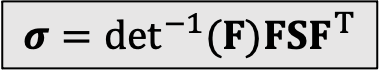 𝝈 = det⁻¹(𝐅)𝐅𝐒𝐅ᵀ